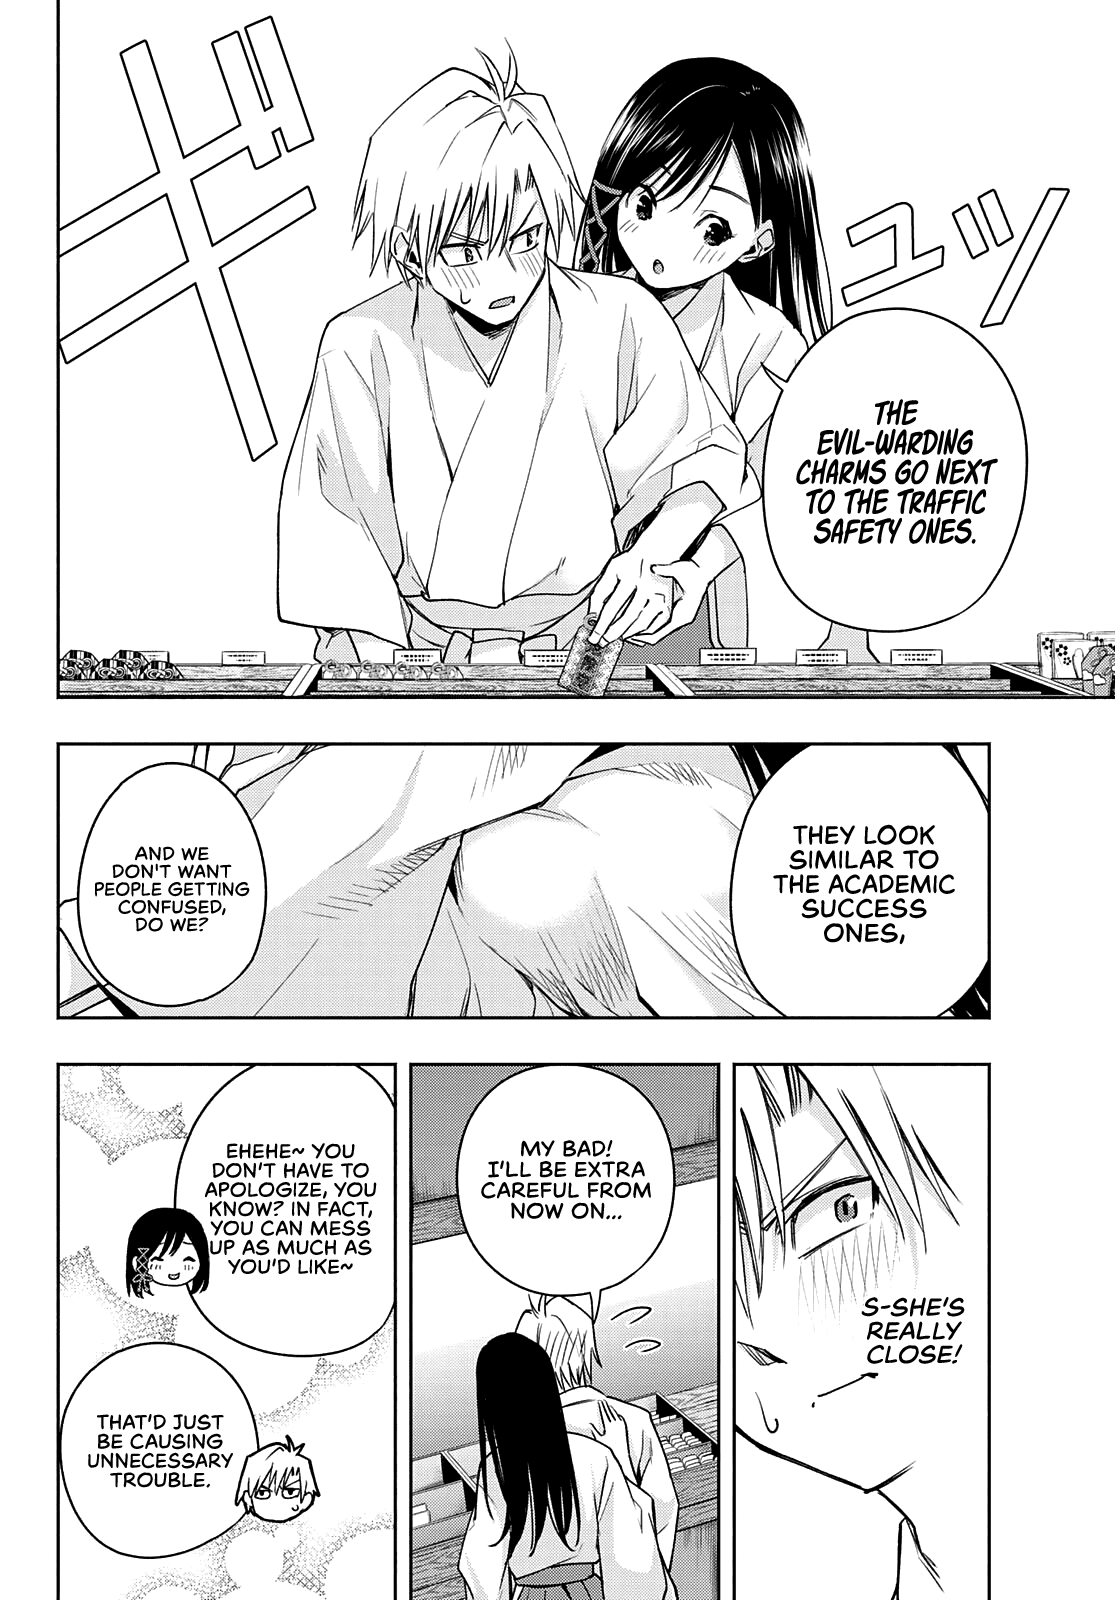 ギュッ
THE
EVIL-WARDING
CHARMS GO NEXT
TO THE TRAFFIC
SAFETY ONES.
THEY LOOK
SIMILAR TO
THE ACADEMIC
SUCCESS
ONES,
AND WE
DON'T WANT
PEOPLE GETTING
CONFUSED,
DO WE?
S-SHE'S
REALLY
CLOSE!
MY BAD!
I'LL BE EXTRA
CAREFUL FROM
NOW ON...
EHEHE~ YOU
DON'T HAVE TO
APOLOGIZE, YOU
KNOW? IN FACT,
YOU CAN MESS
UP AS MUCH AS
YOU'D LIKE~
THAT'D JUST
BE CAUSING
UNNECESSARY
TROUBLE.